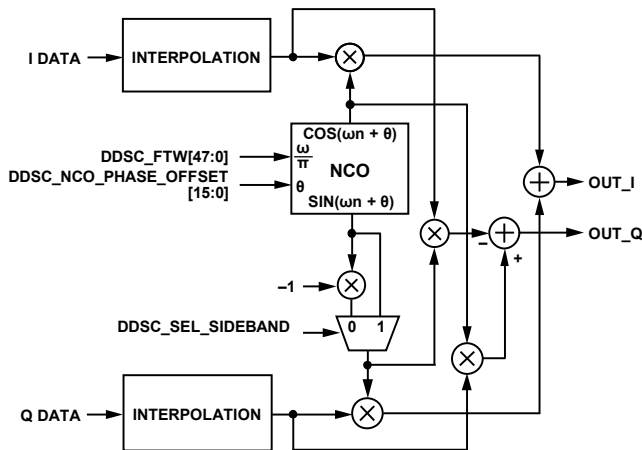 I DATA
INTERPOLATION
COS(ωn + θ)
DDSC_FTW[47:0]
ω
π
NCO
DDSC_NCO_PHASE_OFFSET
[15:0]
θ
SIN(ωn + θ)
OUT_I
–
OUT_Q
+
–1
0 1
DDSC_SEL_SIDEBAND
Q DATA
INTERPOLATION